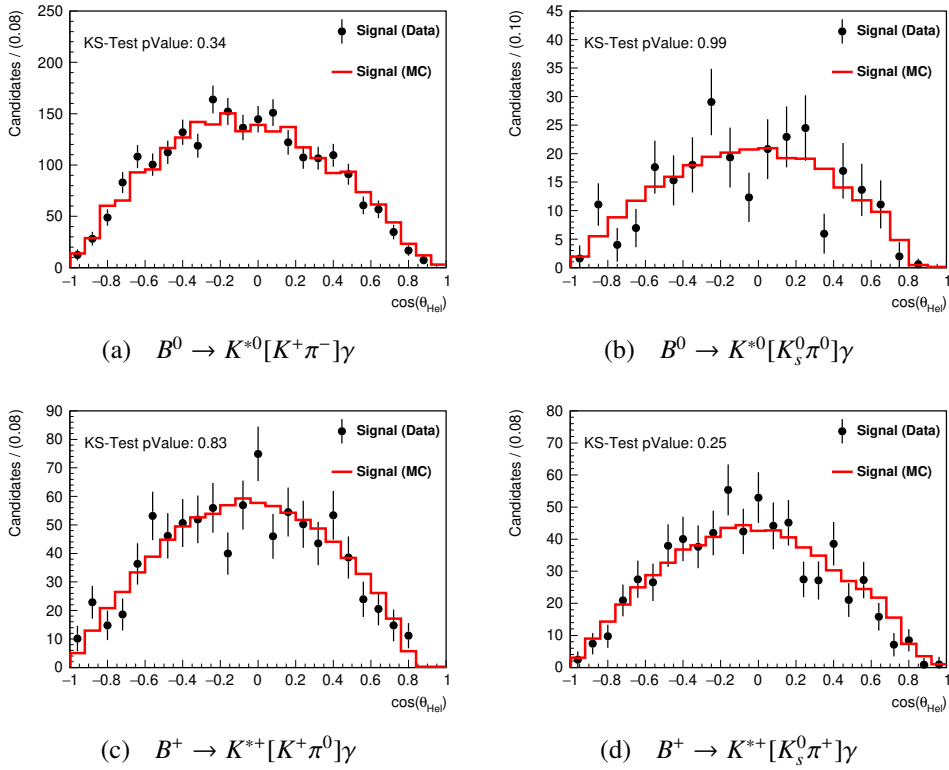 Candidates / (0.08)
250
200
150
100
50
0
KS-Test pValue: 0.34
Signal (Data)
Signal (MC)
−1 −0.8 −0.6 −0.4 −0.2 0 0.2 0.4 0.6 0.8 1
cos(θHel)
(a) B⁰ → K*⁰[K⁺π⁻]γ
Candidates / (0.10)
45
40
35
30
25
20
15
10
5
0
KS-Test pValue: 0.99
Signal (Data)
Signal (MC)
−1 −0.8 −0.6 −0.4 −0.2 0 0.2 0.4 0.6 0.8 1
cos(θHel)
(b) B⁰ → K*⁰[K⁰ₛπ⁰]γ
Candidates / (0.08)
90
80
70
60
50
40
30
20
10
0
KS-Test pValue: 0.83
Signal (Data)
Signal (MC)
−1 −0.8 −0.6 −0.4 −0.2 0 0.2 0.4 0.6 0.8 1
cos(θHel)
(c) B⁺ → K*⁺[K⁺π⁰]γ
Candidates / (0.08)
80
70
60
50
40
30
20
10
0
KS-Test pValue: 0.25
Signal (Data)
Signal (MC)
−1 −0.8 −0.6 −0.4 −0.2 0 0.2 0.4 0.6 0.8 1
cos(θHel)
(d) B⁺ → K*⁺[K⁰ₛπ⁺]γ